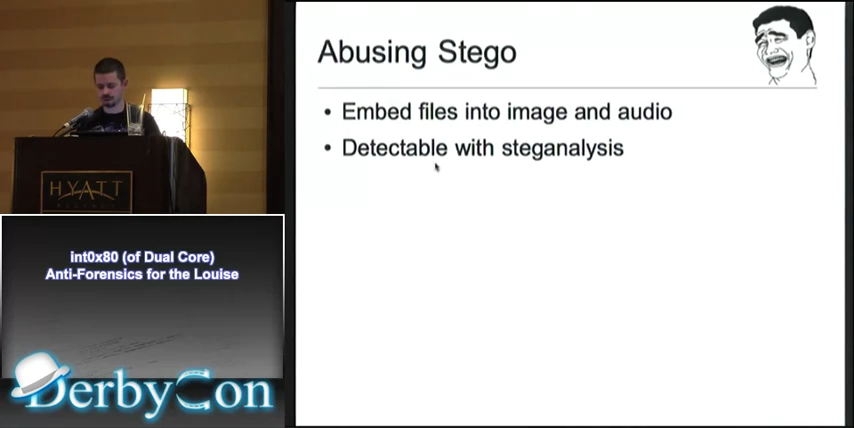 Abusing Stego
• Embed files into image and audio
• Detectable with steganalysis
HYATT
int0x80 (of Dual Core)
Anti-Forensics for the Louise
DerbyCon